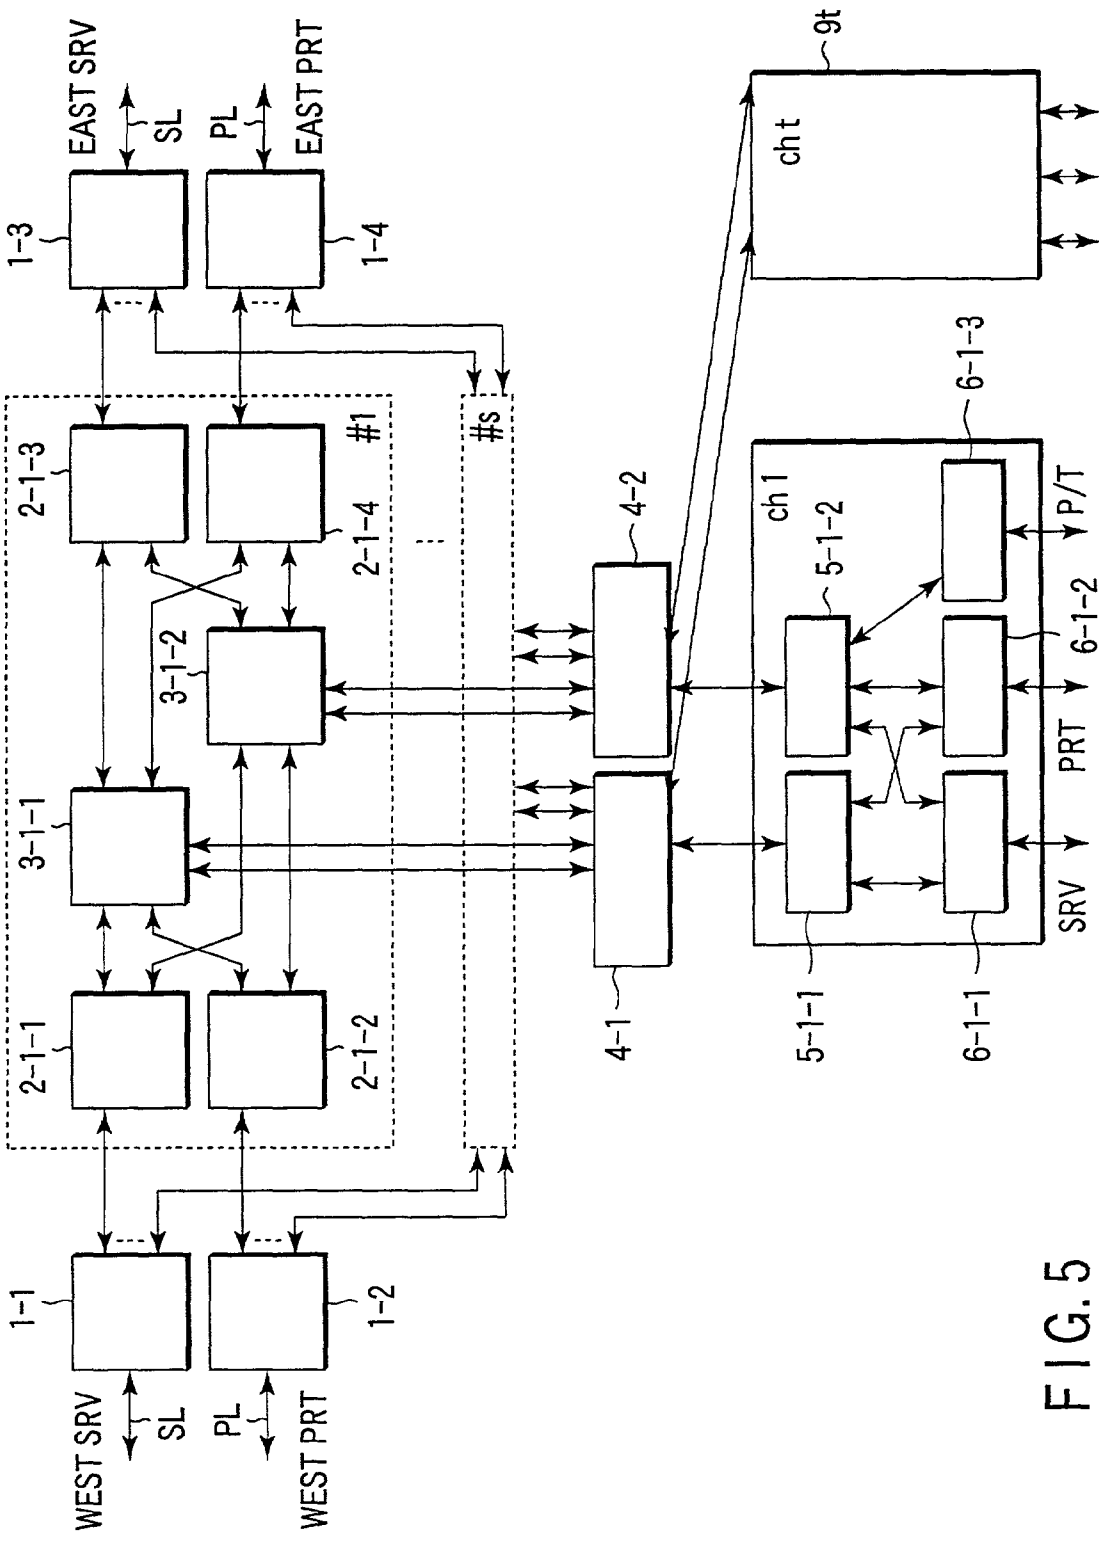 WEST SRV
SL
PL
WEST PRT
1-1
1-2
2-1-1
2-1-2
3-1-1
3-1-2
2-1-3
2-1-4
#1
1-3
1-4
EAST SRV
SL
PL
EAST PRT
#s
4-1
4-2
ch1
5-1-1
5-1-2
6-1-1
6-1-2
6-1-3
SRV
PRT
P/T
ch t
9t
FIG. 5